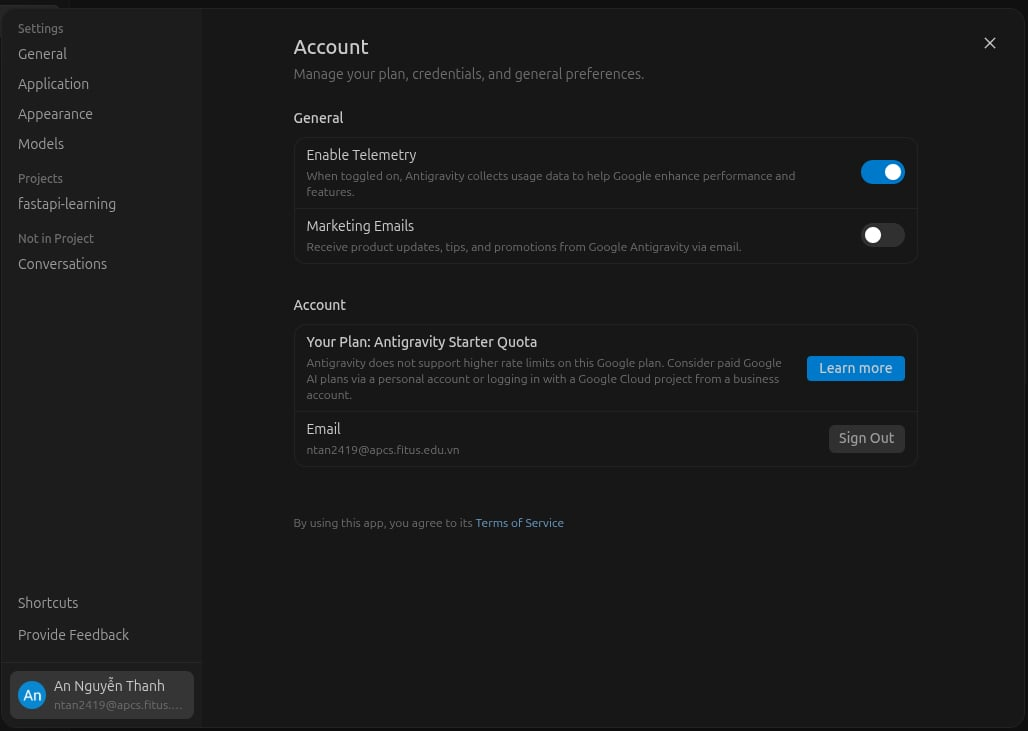 Settings
General
Application
Appearance
Models
Projects
fastapi-learning
Not in Project
Conversations
Shortcuts
Provide Feedback
An
An Nguyễn Thanh
ntan2419@apcs.fitus....
Account
Manage your plan, credentials, and general preferences.
General
Enable Telemetry
When toggled on, Antigravity collects usage data to help Google enhance performance and
features.
Marketing Emails
Receive product updates, tips, and promotions from Google Antigravity via email.
Account
Your Plan: Antigravity Starter Quota
Antigravity does not support higher rate limits on this Google plan. Consider paid Google
AI plans via a personal account or logging in with a Google Cloud project from a business
account.
Learn more
Email
ntan2419@apcs.fitus.edu.vn
Sign Out
By using this app, you agree to its Terms of Service